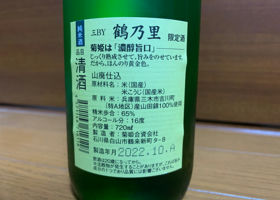 純米酒
品目
清酒
三BY 鶴乃里 限定酒
菊姫は「濃醇旨口」
じっくり熟成させて、旨みをのせています。
だから、ほんのり黄金色。
山廃仕込
原材料名：米(国産)
米こうじ(国産米)
原料米：兵庫県三木市吉川町
(特A地区)産山田錦100%使用
精米歩合：65%
アルコール分：16度
内容量：720ml
製造者：菊姫合資会社
石川県白山市鶴来新町タ-8
製造年月 2022.10.A